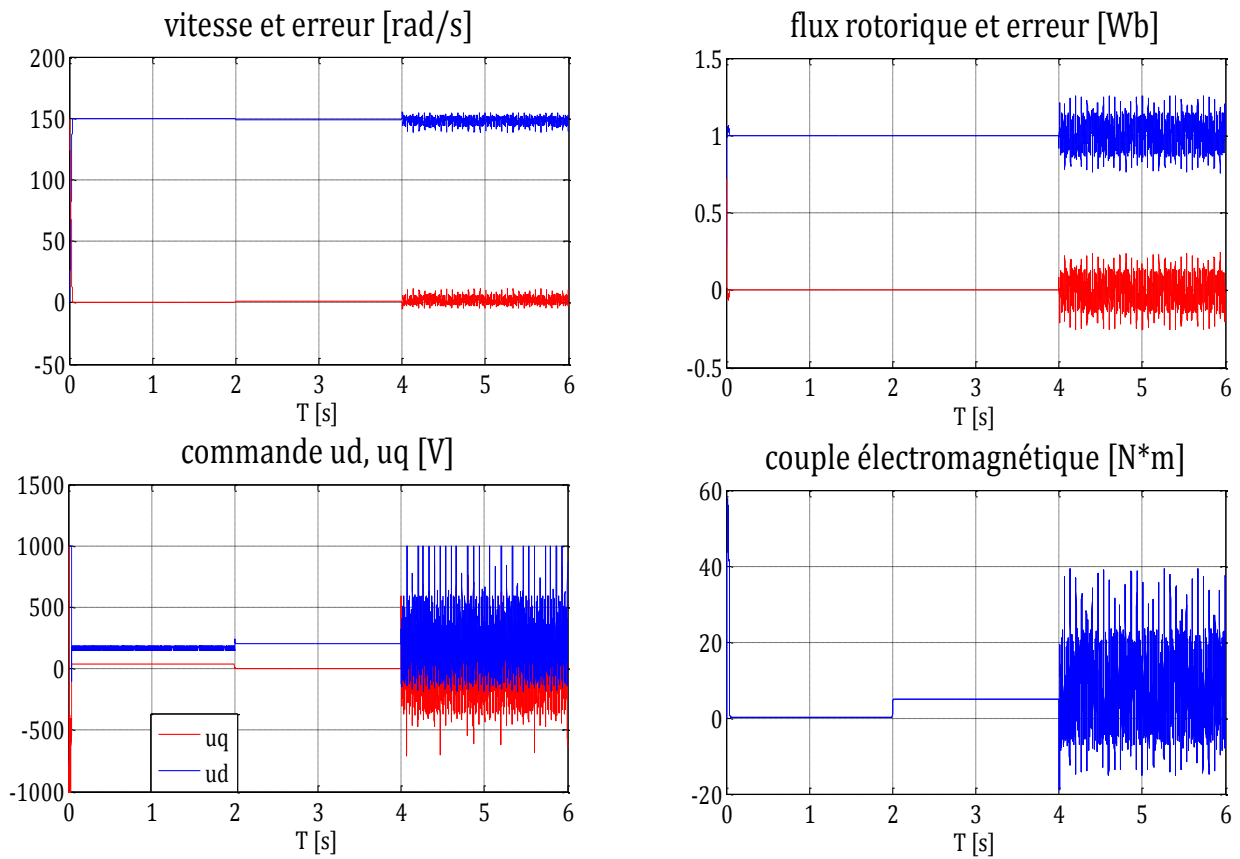 vitesse et erreur [rad/s]
200
150
100
50
0
-50
0 1 2 3 4 5 6
T [s]
flux rotorique et erreur [Wb]
1.5
1
0.5
0
-0.5
0 1 2 3 4 5 6
T [s]
commande ud, uq [V]
1500
1000
500
0
-500
-1000
uq
ud
0 1 2 3 4 5 6
T [s]
couple électromagnétique [N*m]
60
40
20
0
-20
0 1 2 3 4 5 6
T [s]